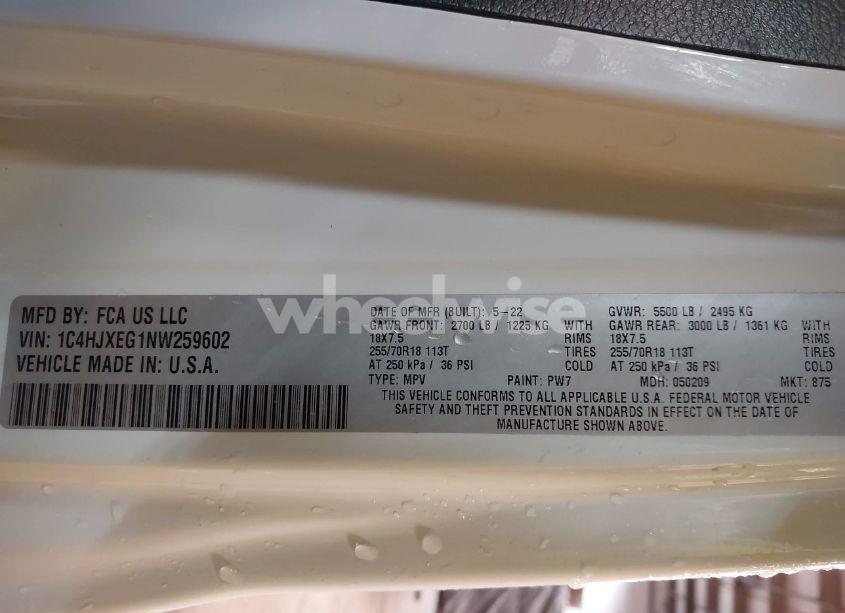 wheelwise
MFD BY: FCA US LLC
VIN: 1C4HJXEG1NW259602
VEHICLE MADE IN: U.S.A.
DATE OF MFR (BUILT): 5-22 GVWR: 5500 LB / 2495 KG
GAWR FRONT: 2700 LB / 1225 KG WITH GAWR REAR: 3000 LB / 1361 KG WITH
18X7.5 RIMS 18X7.5 RIMS
255/70R18 113T TIRES 255/70R18 113T TIRES
AT 250 kPa / 36 PSI COLD AT 250 kPa / 36 PSI COLD
TYPE: MPV PAINT: PW7 MDH: 050209 MKT: 875
THIS VEHICLE CONFORMS TO ALL APPLICABLE U.S.A. FEDERAL MOTOR VEHICLE
SAFETY AND THEFT PREVENTION STANDARDS IN EFFECT ON THE DATE OF
MANUFACTURE SHOWN ABOVE.